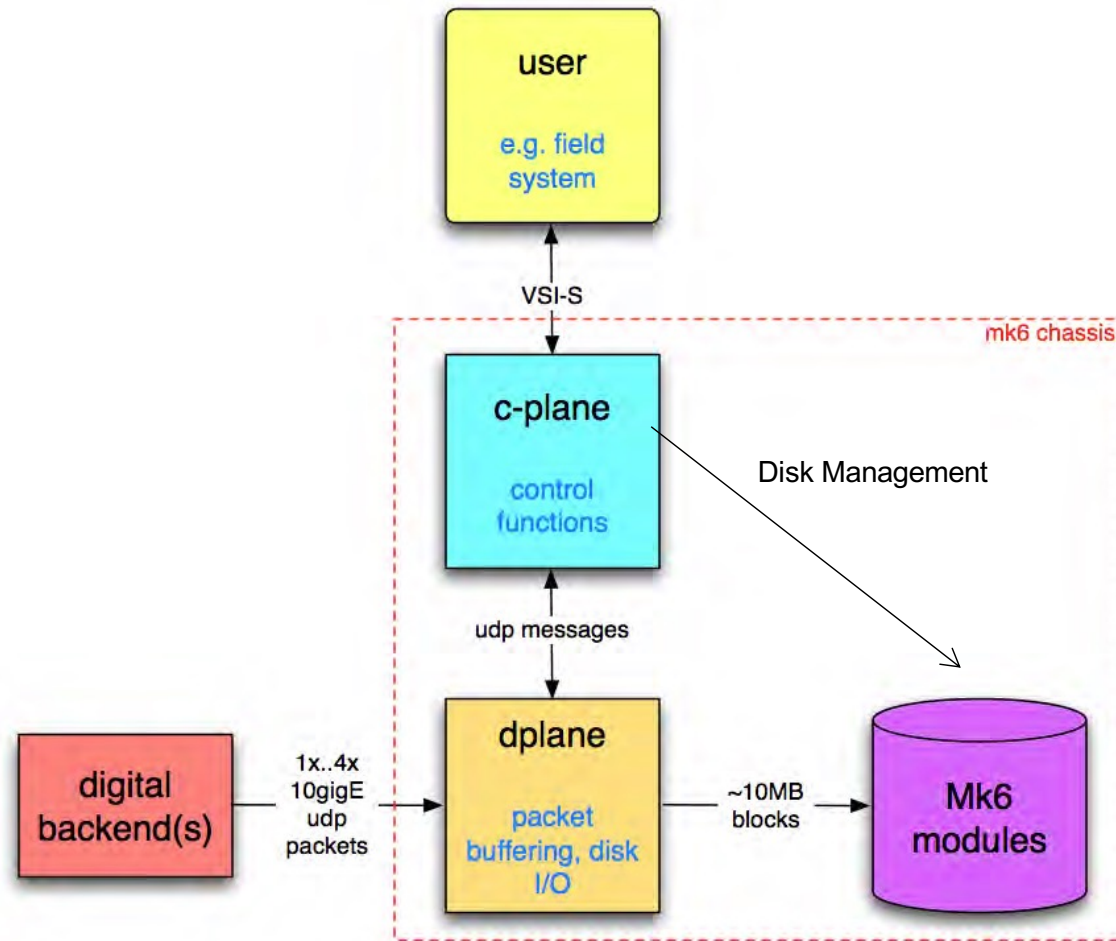 user
e.g. field
system
VSI-S
mk6 chassis
c-plane
control
functions
Disk Management
udp messages
digital
backend(s)
1x..4x
10gigE
udp
packets
dplane
packet
buffering, disk
I/O
~10MB
blocks
Mk6
modules